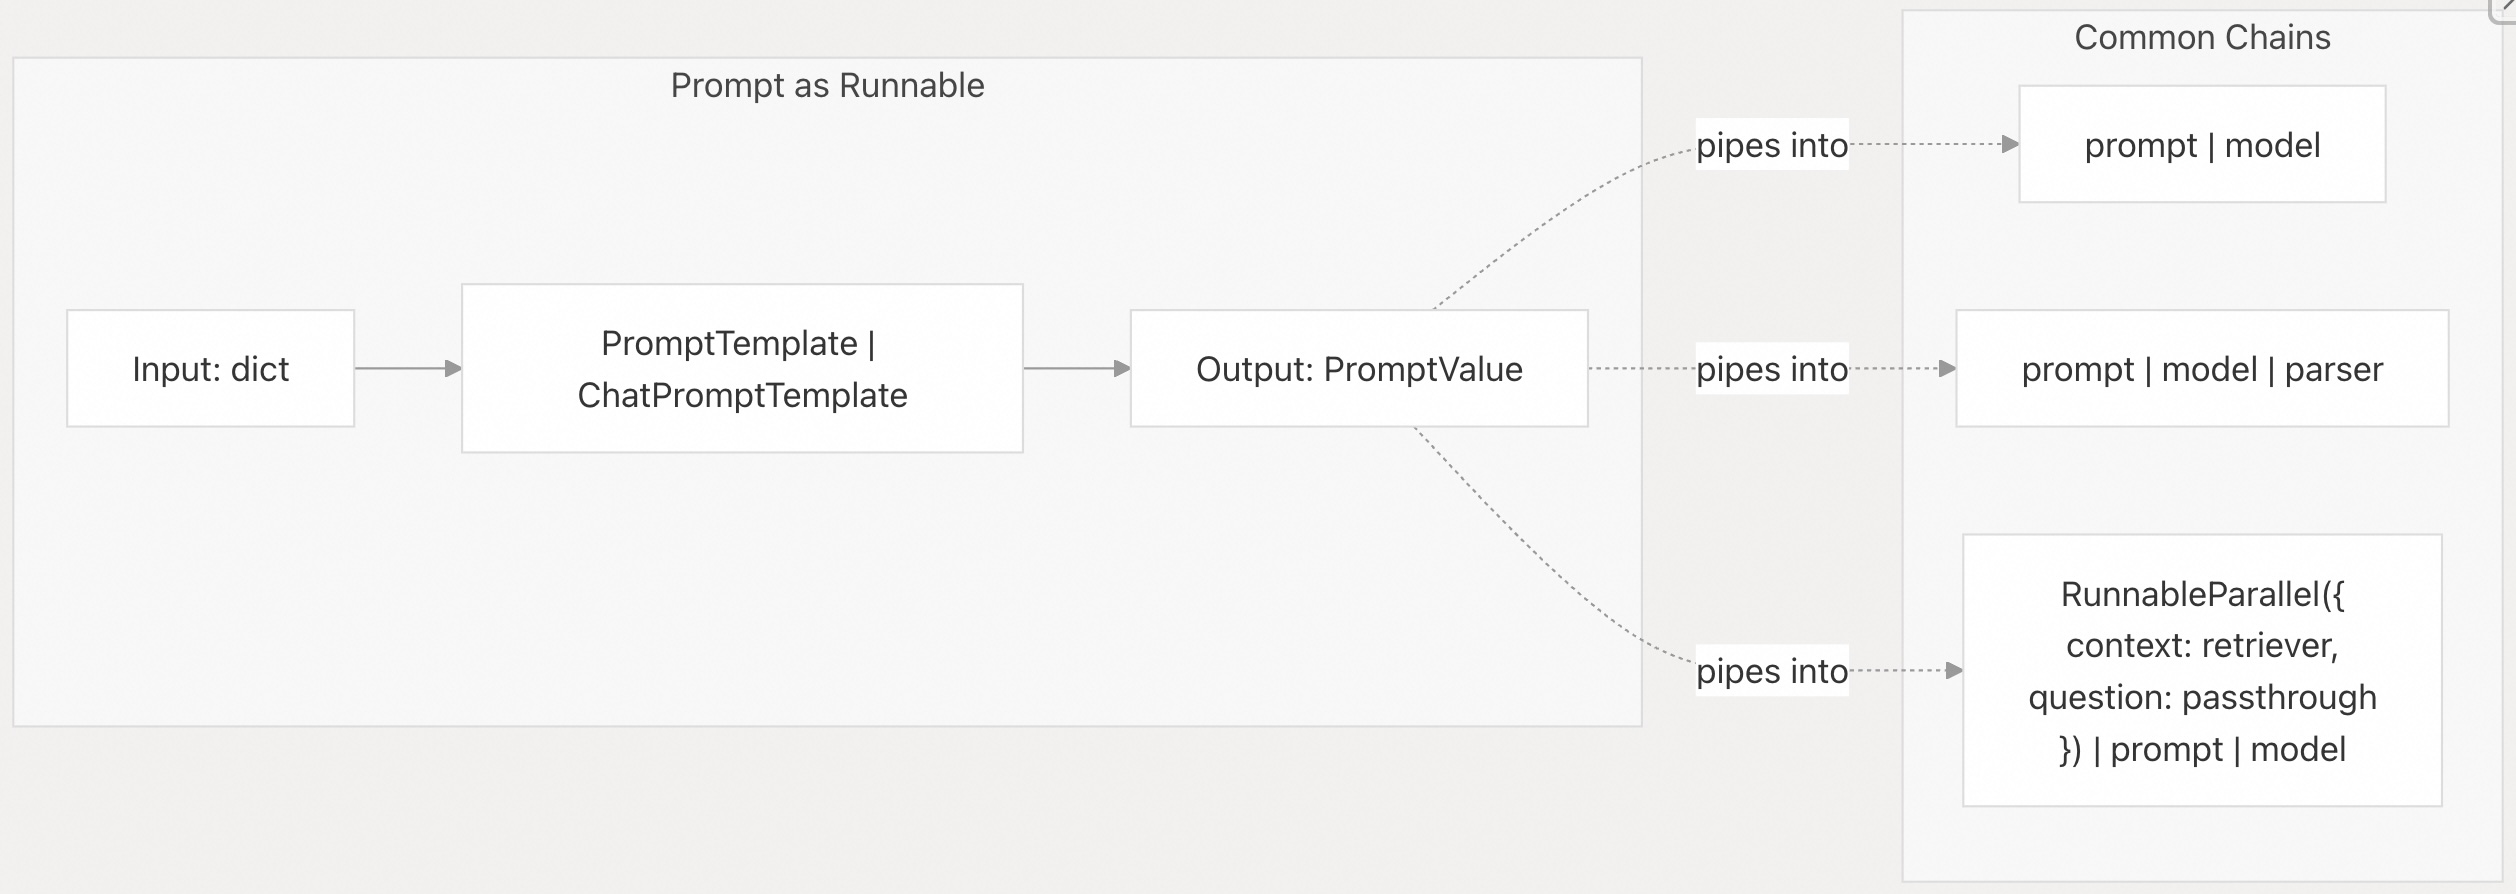 Prompt as Runnable
Input: dict
PromptTemplate |
ChatPromptTemplate
Output: PromptValue
pipes into
pipes into
pipes into
Common Chains
prompt | model
prompt | model | parser
RunnableParallel({
context: retriever,
question: passthrough
}) | prompt | model